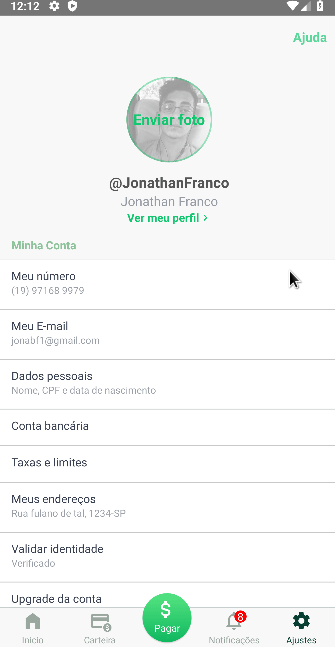 12:12
Ajuda
Enviar foto
@JonathanFranco
Jonathan Franco
Ver meu perfil >
Minha Conta
Meu número
(19) 97168 9979
Meu E-mail
jonabf1@gmail.com
Dados pessoais
Nome, CPF e data de nascimento
Conta bancária
Taxas e limites
Meus endereços
Rua fulano de tal, 1234-SP
Validar identidade
Verificado
Upgrade da conta
$
8
Início
Carteira
Pagar
Notificações
Ajustes